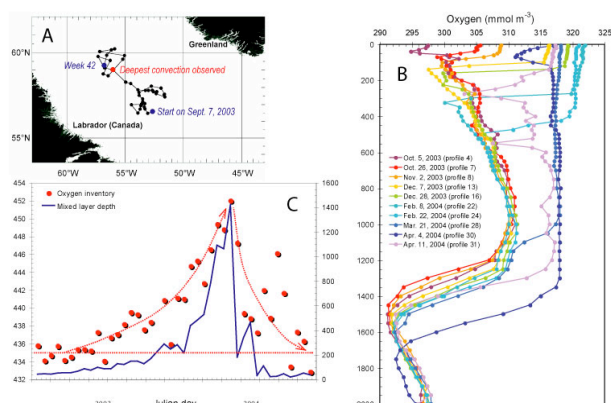 A
60°N
56°N
Greenland
Week 42
Deepest convection observed
Start on Sept. 7, 2003
Labrador (Canada)
60°W
55°W
50°W
45°W
Oxygen (mmol m-3)
290
295
300
305
310
315
320
325
0
200
400
600
800
1000
1200
1400
1600
1800
B
Oct. 5, 2003 (profile 4)
Oct. 26, 2003 (profile 7)
Nov. 2, 2003 (profile 8)
Dec. 7, 2003 (profile 13)
Dec. 28, 2003 (profile 16)
Feb. 8, 2004 (profile 22)
Feb. 22, 2004 (profile 24)
Mar. 21, 2004 (profile 28)
Apr. 4, 2004 (profile 30)
Apr. 11, 2004 (profile 31)
454
452
450
448
446
444
442
440
438
436
434
432
Oxygen inventory
Mixed layer depth
C
1600
1400
1200
1000
800
600
400
200
0
Julian day